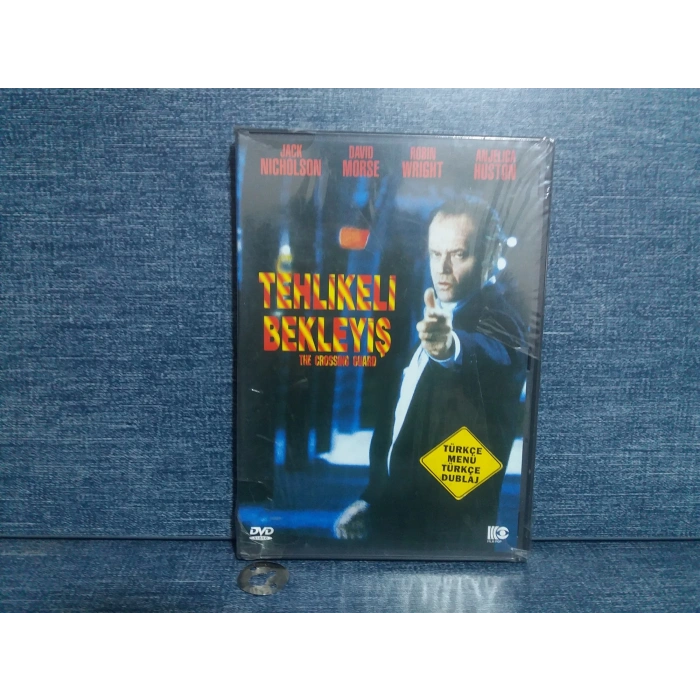 JACK DAVID ROBIN ANJELICA
NICHOLSON MORSE WRIGHT HUSTON
TEHLİKELİ
BEKLEYİŞ
THE CROSSING GUARD
TÜRKÇE
MENÜ
TÜRKÇE
DUBLAJ
DVD
VIDEO